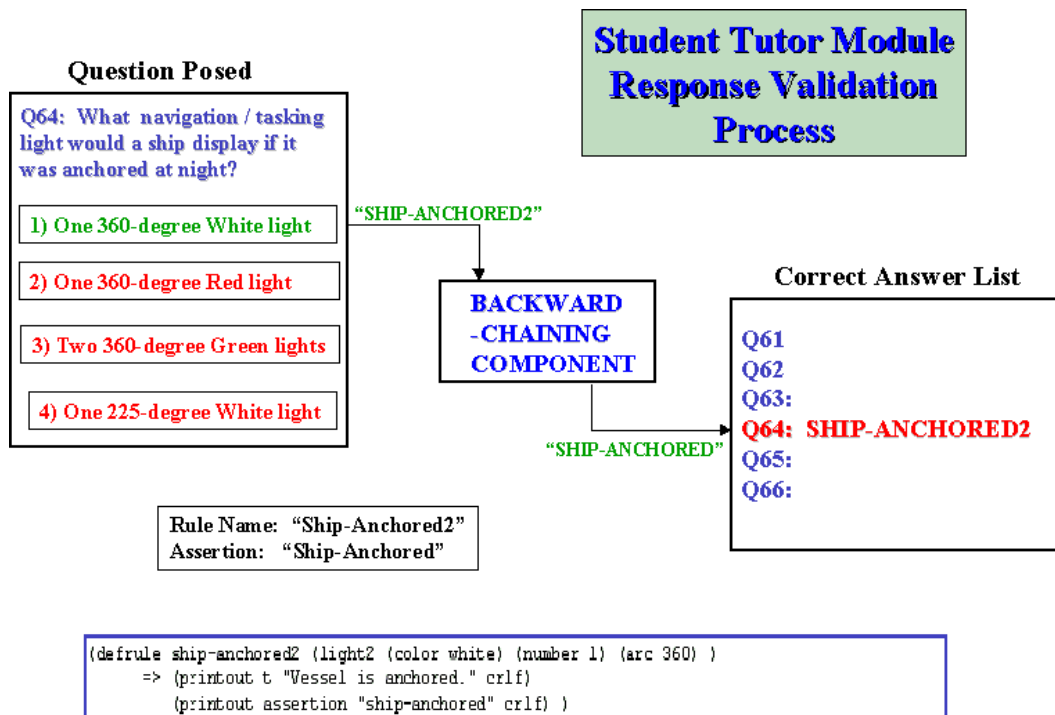 Student Tutor Module
Response Validation
Process
Question Posed
Q64: What navigation / tasking
light would a ship display if it
was anchored at night?
1) One 360-degree White light
2) One 360-degree Red light
3) Two 360-degree Green lights
4) One 225-degree White light
“SHIP-ANCHORED2”
BACKWARD
-CHAINING
COMPONENT
“SHIP-ANCHORED”
Correct Answer List
Q61
Q62
Q63:
Q64: SHIP-ANCHORED2
Q65:
Q66:
Rule Name: “Ship-Anchored2”
Assertion: “Ship-Anchored”
(defrule ship-anchored2 (light2 (color white) (number 1) (arc 360) )
=> (printout t "Vessel is anchored." crlf)
(printout assertion "ship-anchored" crlf) )